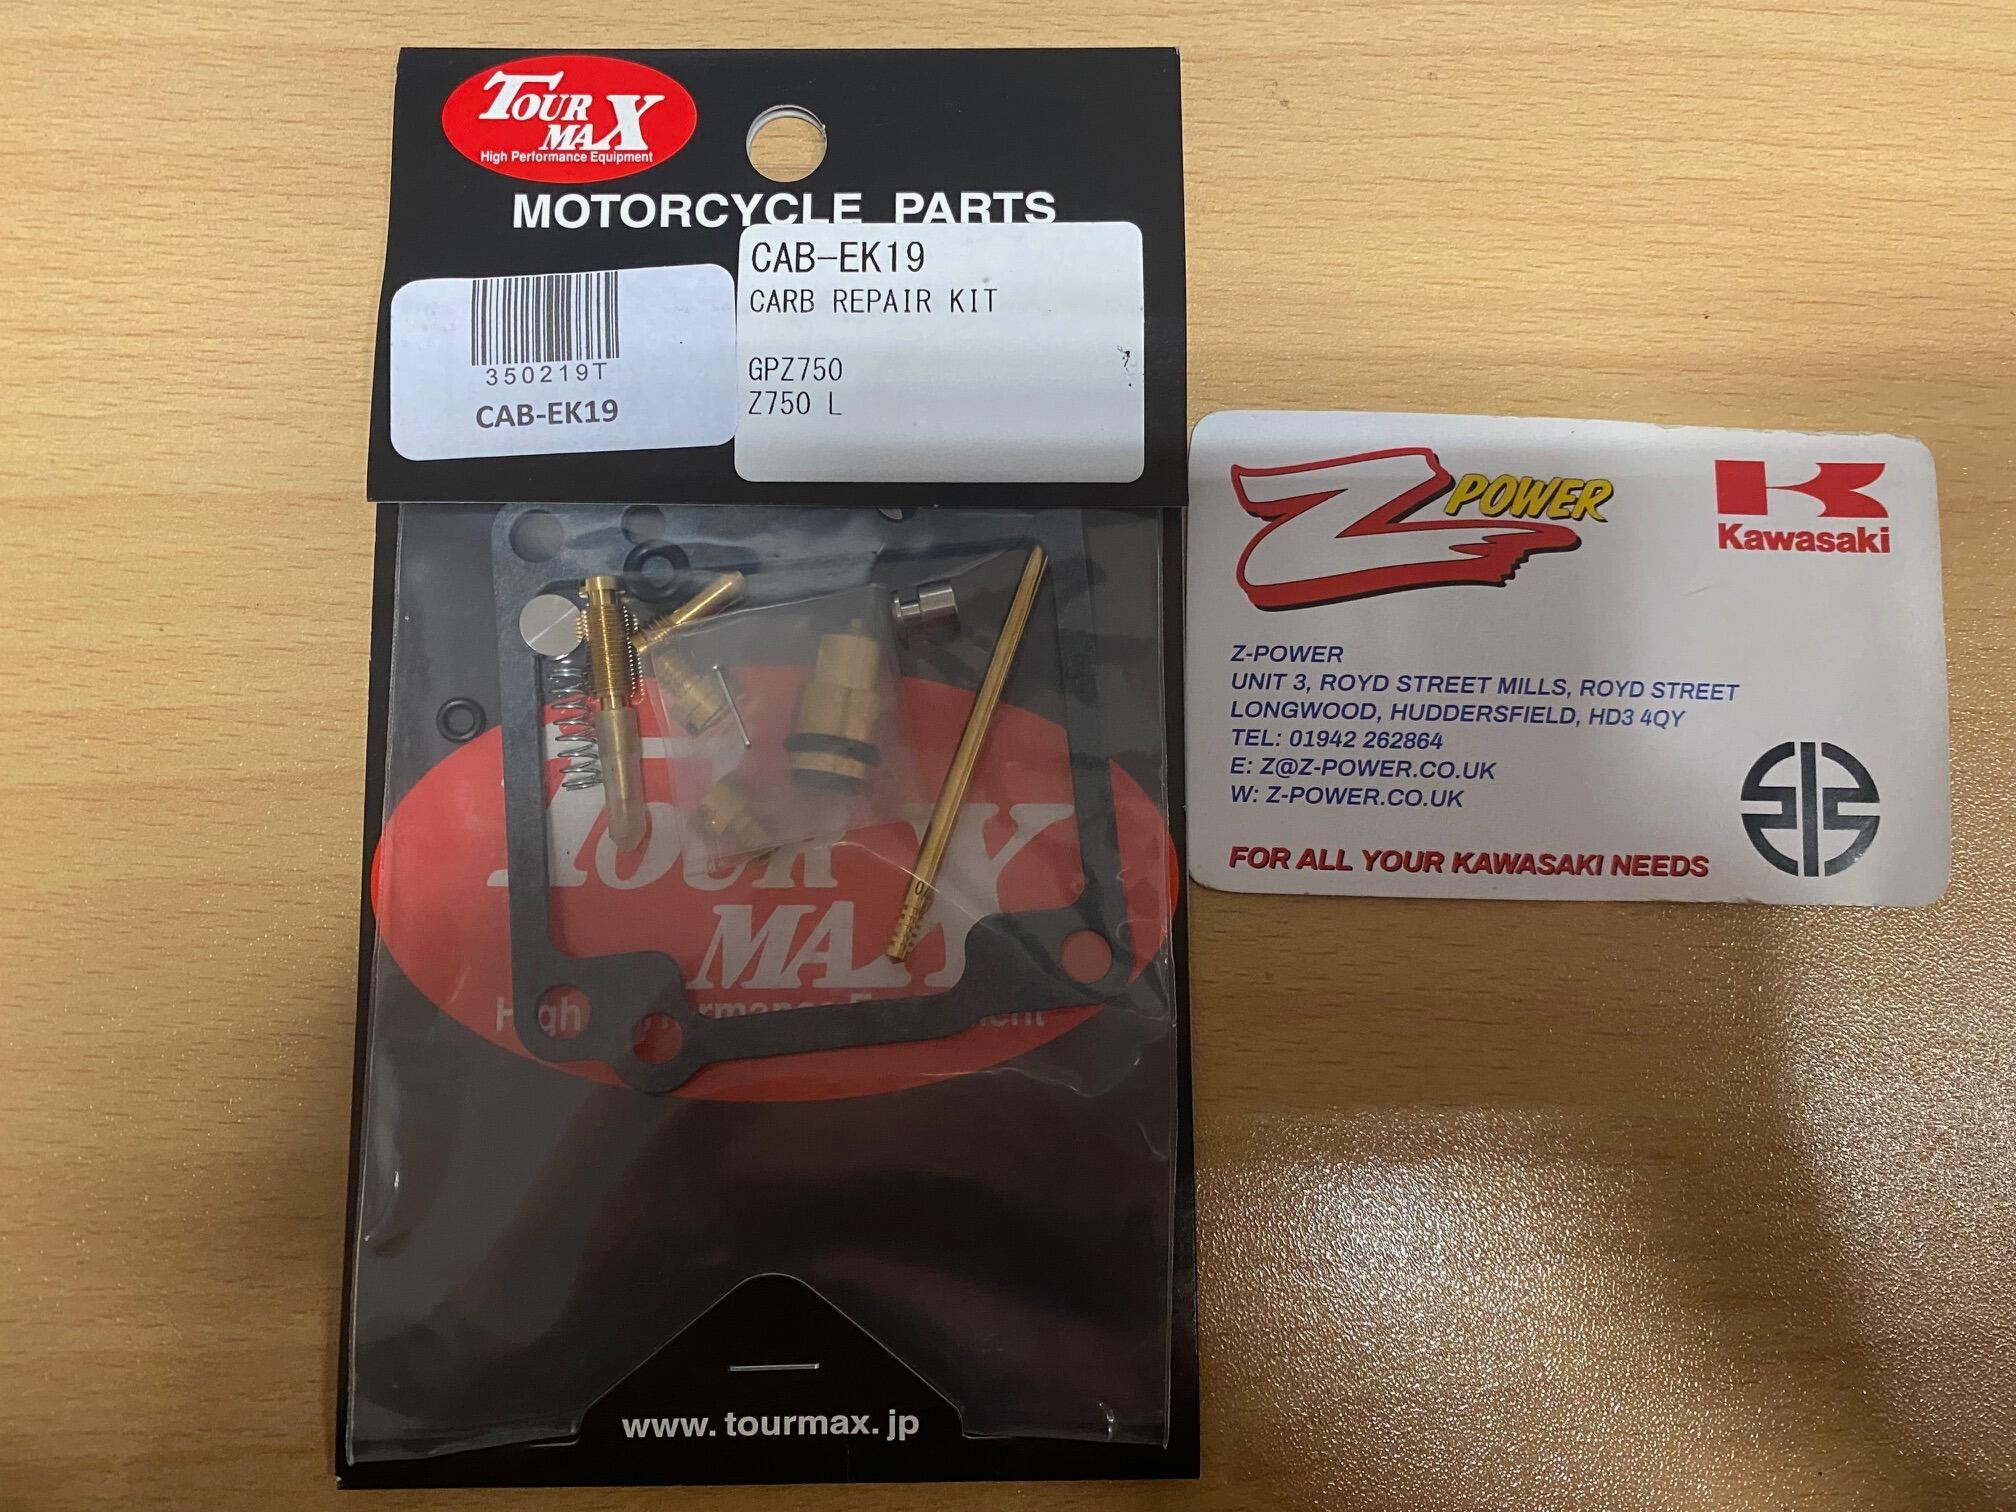 TOUR
MAX
High Performance Equipment
MOTORCYCLE PARTS
350219T
CAB-EK19
CAB-EK19
CARB REPAIR KIT
GPZ750
Z750 L
TOUR
MAX
www.tourmax.jp
Z POWER
Kawasaki
Z-POWER
UNIT 3, ROYD STREET MILLS, ROYD STREET
LONGWOOD, HUDDERSFIELD, HD3 4QY
TEL: 01942 262864
E: Z@Z-POWER.CO.UK
W: Z-POWER.CO.UK
FOR ALL YOUR KAWASAKI NEEDS